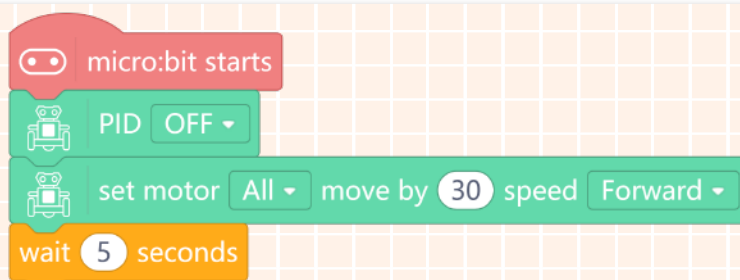 micro:bit starts
PID OFF
set motor All move by 30 speed Forward
wait 5 seconds